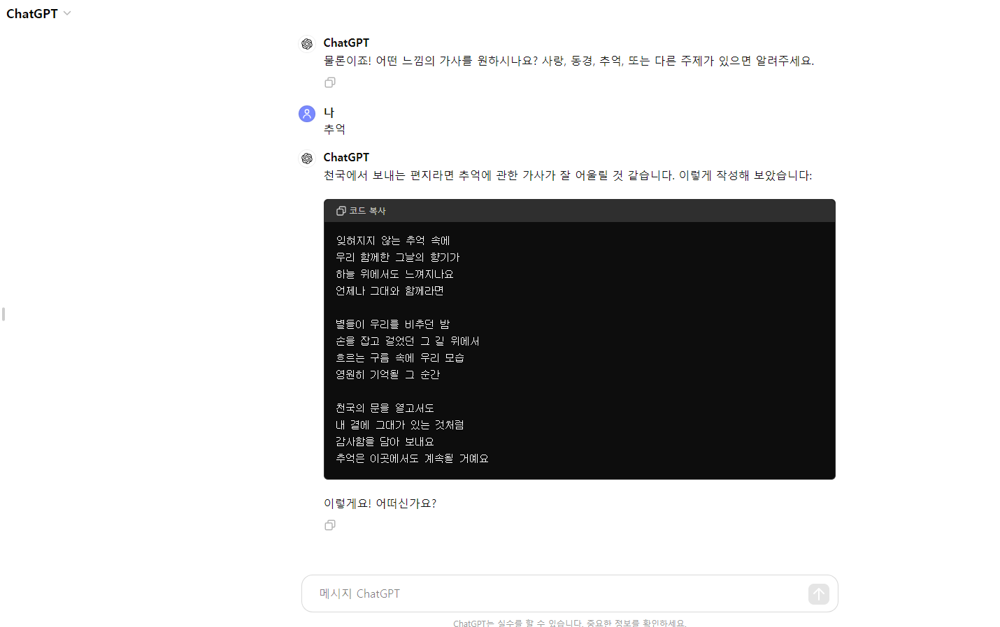 ChatGPT
ChatGPT
물론이죠! 어떤 느낌의 가사를 원하시나요? 사랑, 동경, 추억, 또는 다른 주제가 있으면 알려주세요.
나
추억
ChatGPT
천국에서 보내는 편지라면 추억에 관한 가사가 잘 어울릴 것 같습니다. 이렇게 작성해 보았습니다:
코드 복사
잊혀지지 않는 추억 속에
우리 함께한 그날의 향기가
하늘 위에서도 느껴지나요
언제나 그대와 함께라면
별들이 우리를 비추던 밤
손을 잡고 걸었던 그 길 위에서
흐르는 구름 속에 우리 모습
영원히 기억될 그 순간
천국의 문을 열고서도
내 곁에 그대가 있는 것처럼
감사함을 담아 보내요
추억은 이곳에서도 계속될 거예요
이렇게요! 어떠신가요?
메시지 ChatGPT
ChatGPT는 실수를 할 수 있습니다. 중요한 정보를 확인하세요.